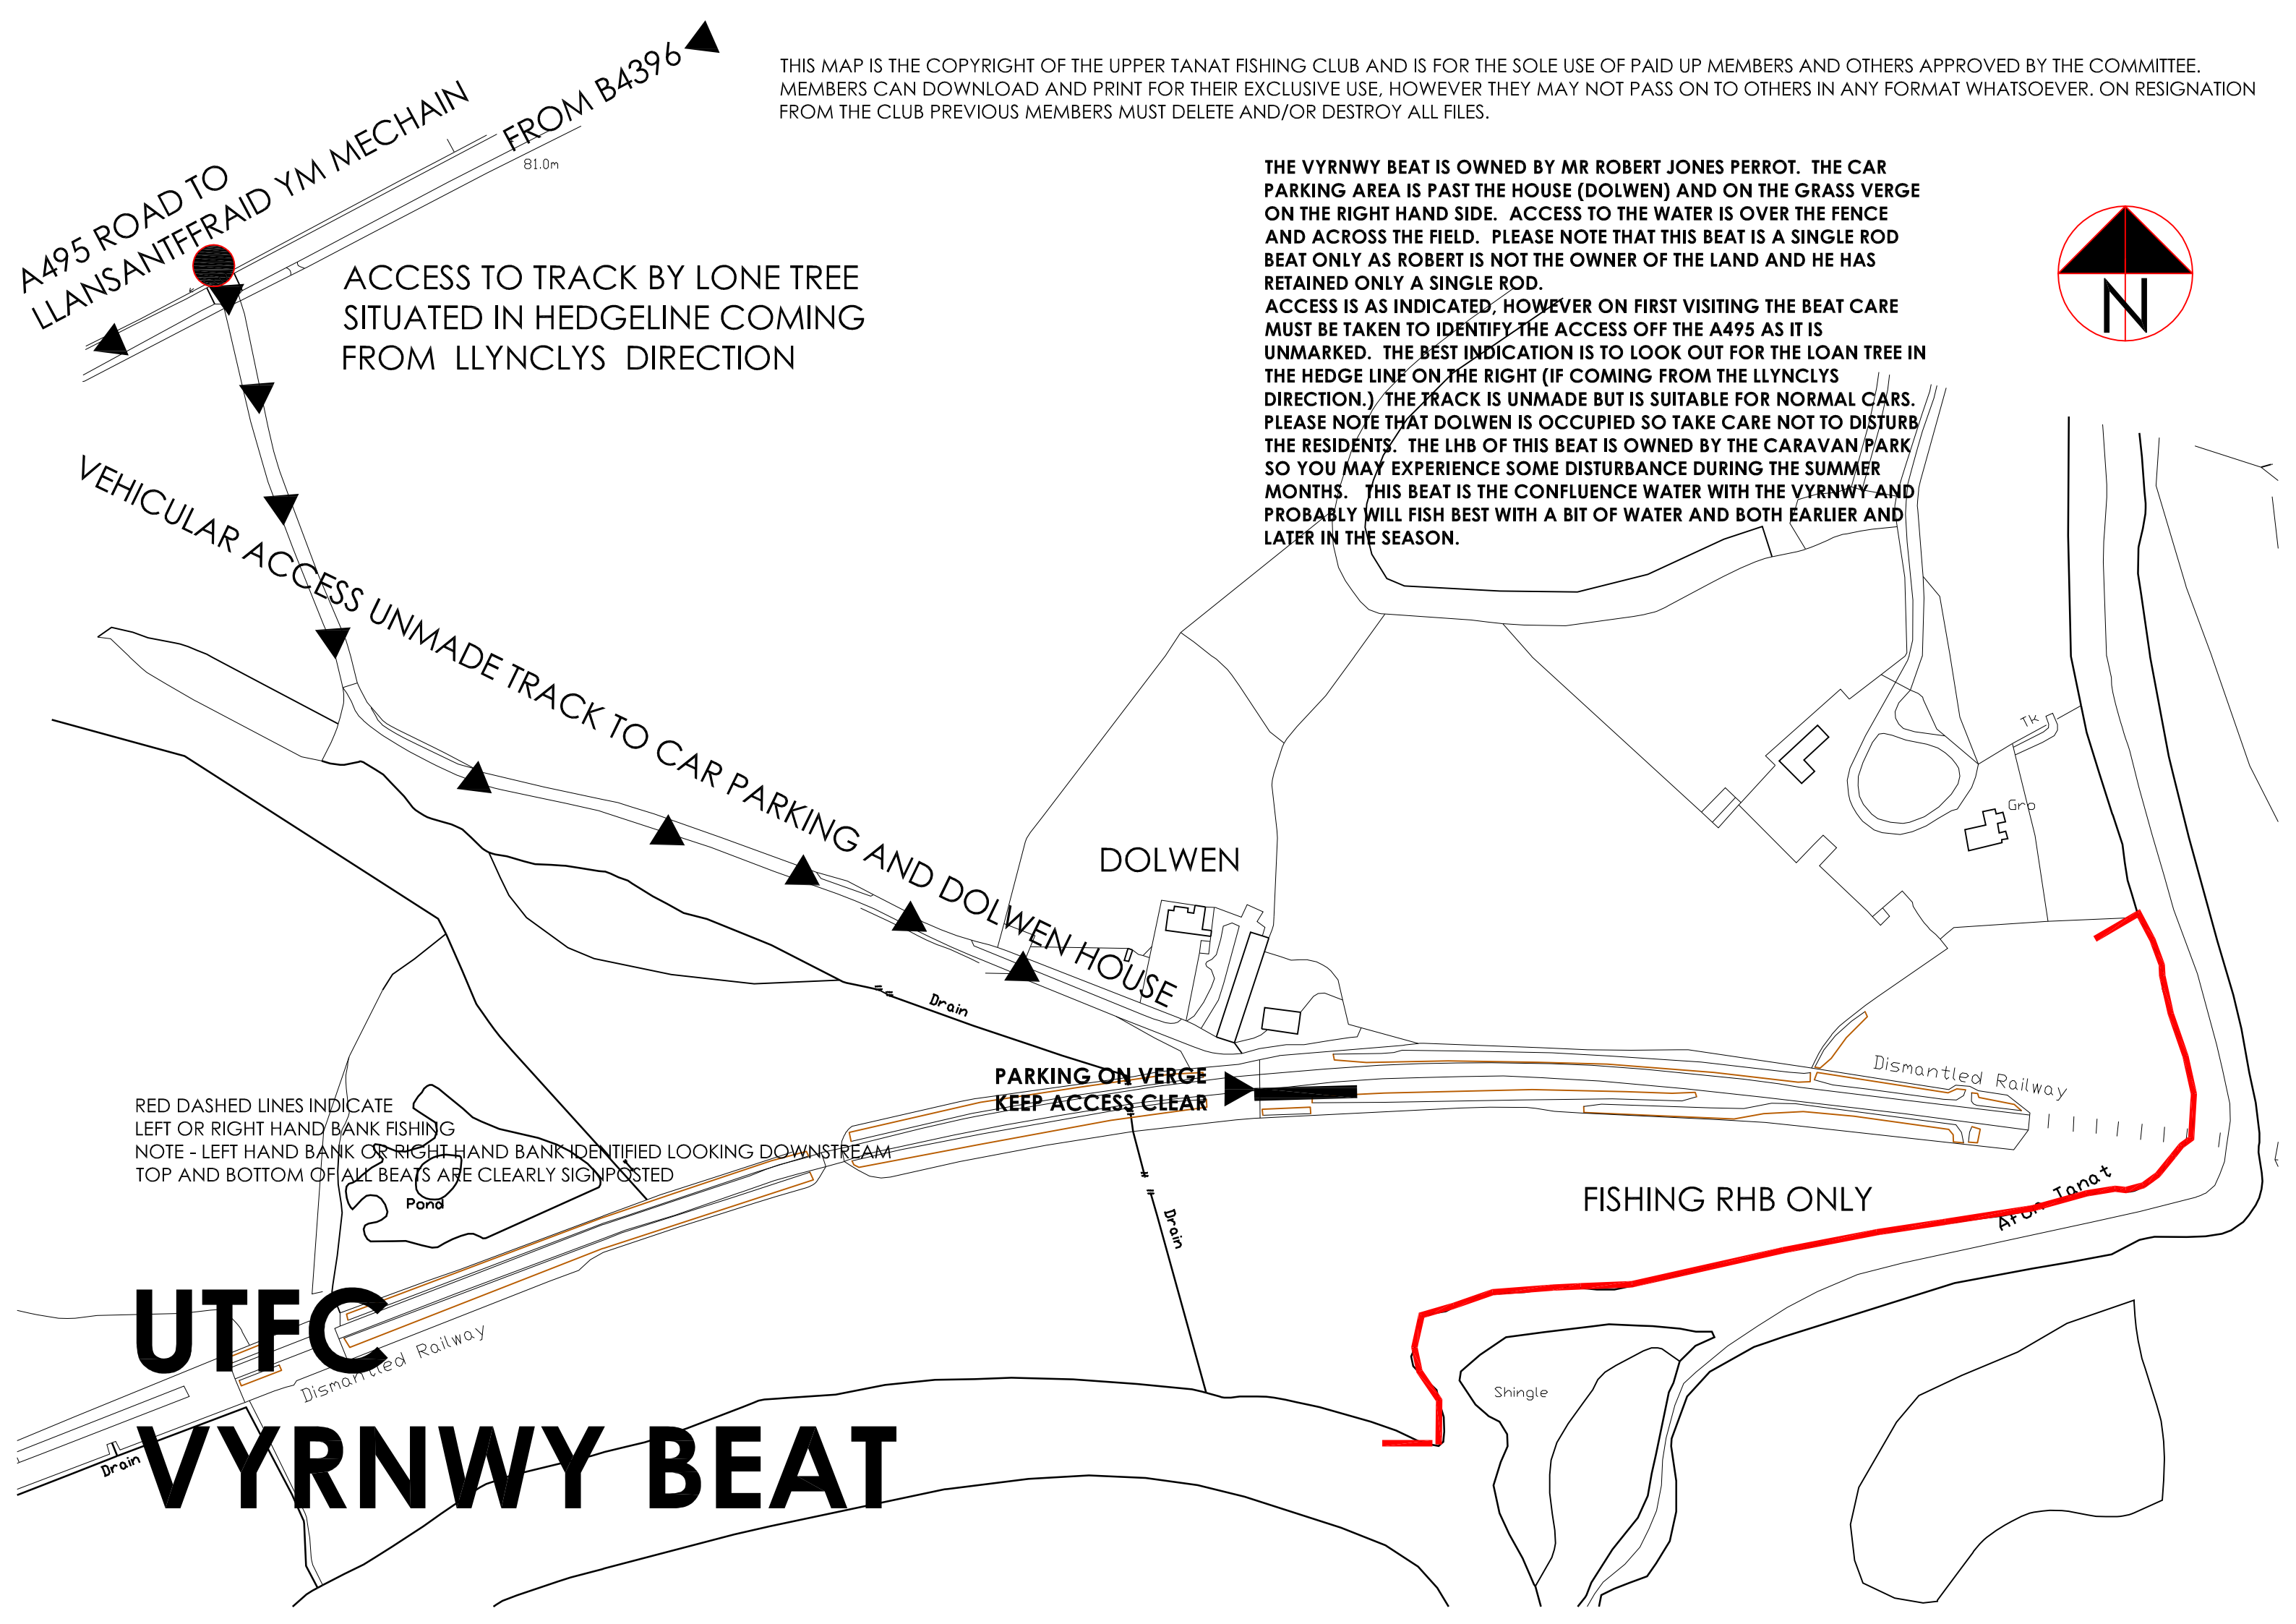 THIS MAP IS THE COPYRIGHT OF THE UPPER TANAT FISHING CLUB AND IS FOR THE SOLE USE OF PAID UP MEMBERS AND OTHERS APPROVED BY THE COMMITTEE.
MEMBERS CAN DOWNLOAD AND PRINT FOR THEIR EXCLUSIVE USE, HOWEVER THEY MAY NOT PASS ON TO OTHERS IN ANY FORMAT WHATSOEVER. ON RESIGNATION
FROM THE CLUB PREVIOUS MEMBERS MUST DELETE AND/OR DESTROY ALL FILES.
FROM B4396
81.0m
A495 ROAD TO
LLANSANTFFRAID YM MECHAIN
ACCESS TO TRACK BY LONE TREE
SITUATED IN HEDGELINE COMING
FROM LLYNCLYS DIRECTION
THE VYRNWY BEAT IS OWNED BY MR ROBERT JONES PERROT. THE CAR
PARKING AREA IS PAST THE HOUSE (DOLWEN) AND ON THE GRASS VERGE
ON THE RIGHT HAND SIDE. ACCESS TO THE WATER IS OVER THE FENCE
AND ACROSS THE FIELD. PLEASE NOTE THAT THIS BEAT IS A SINGLE ROD
BEAT ONLY AS ROBERT IS NOT THE OWNER OF THE LAND AND HE HAS
RETAINED ONLY A SINGLE ROD.
ACCESS IS AS INDICATED, HOWEVER ON FIRST VISITING THE BEAT CARE
MUST BE TAKEN TO IDENTIFY THE ACCESS OFF THE A495 AS IT IS
UNMARKED. THE BEST INDICATION IS TO LOOK OUT FOR THE LOAN TREE IN
THE HEDGE LINE ON THE RIGHT (IF COMING FROM THE LLYNCLYS
DIRECTION.) THE TRACK IS UNMADE BUT IS SUITABLE FOR NORMAL CARS.
PLEASE NOTE THAT DOLWEN IS OCCUPIED SO TAKE CARE NOT TO DISTURB
THE RESIDENTS. THE LHB OF THIS BEAT IS OWNED BY THE CARAVAN PARK
SO YOU MAY EXPERIENCE SOME DISTURBANCE DURING THE SUMMER
MONTHS. THIS BEAT IS THE CONFLUENCE WATER WITH THE VYRNWY AND
PROBABLY WILL FISH BEST WITH A BIT OF WATER AND BOTH EARLIER AND
LATER IN THE SEASON.
N
VEHICULAR ACCESS UNMADE TRACK TO CAR PARKING AND DOLWEN HOUSE
Tk
Grp
DOLWEN
Drain
PARKING ON VERGE
KEEP ACCESS CLEAR
Dismantled Railway
RED DASHED LINES INDICATE
LEFT OR RIGHT HAND BANK FISHING
NOTE - LEFT HAND BANK OR RIGHT HAND BANK IDENTIFIED LOOKING DOWNSTREAM
TOP AND BOTTOM OF ALL BEATS ARE CLEARLY SIGNPOSTED
Pond
Drain
FISHING RHB ONLY
Afon Tanat
UTFC
Dismantled Railway
Shingle
Drain
VYRNWY BEAT